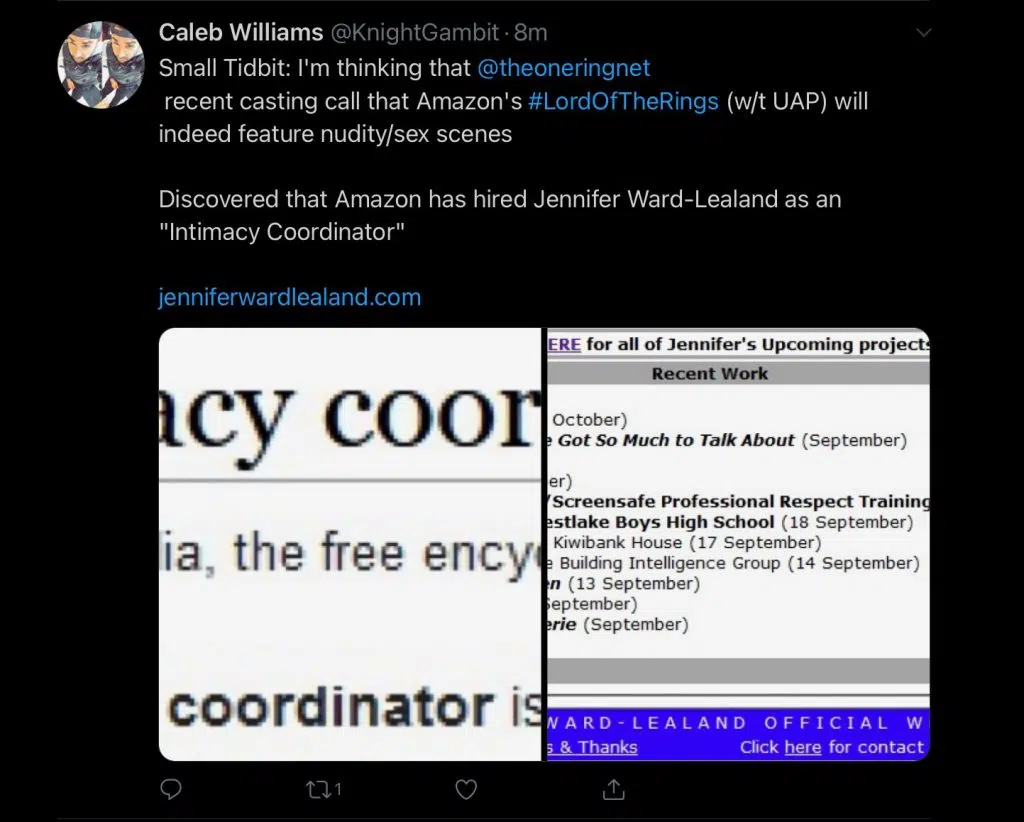 Caleb Williams @KnightGambit · 8m
Small Tidbit: I'm thinking that @theoneringnet
recent casting call that Amazon's #LordOfTheRings (w/t UAP) will
indeed feature nudity/sex scenes
Discovered that Amazon has hired Jennifer Ward-Lealand as an
"Intimacy Coordinator"
jenniferwardlealand.com
acy coor
ia, the free ency
coordinator is
ERE for all of Jennifer's Upcoming projects
Recent Work
October)
e Got So Much to Talk About (September)
er)
/Screensafe Professional Respect Training
estlake Boys High School (18 September)
Kiwibank House (17 September)
e Building Intelligence Group (14 September)
en (13 September)
September)
erie (September)
WARD-LEALAND OFFICIAL W
s & Thanks Click here for contact
1